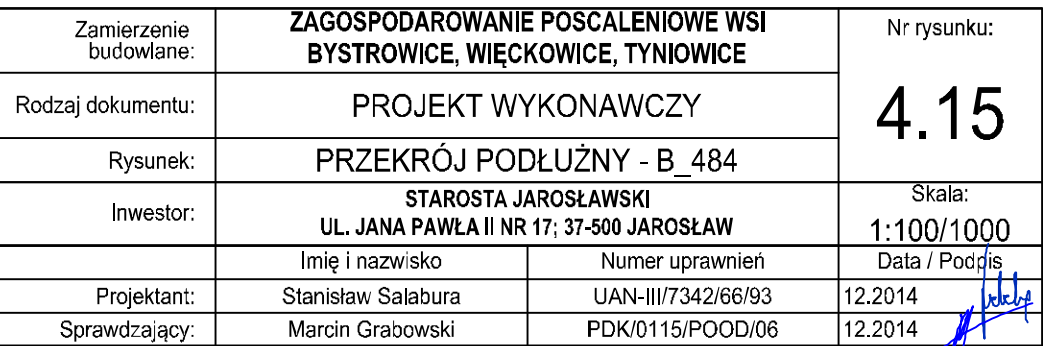 Zamierzenie budowlane:
ZAGOSPODAROWANIE POSCALENIOWE WSI
BYSTROWICE, WIĘCKOWICE, TYNIOWICE
Nr rysunku:
4.15
Rodzaj dokumentu:
PROJEKT WYKONAWCZY
Rysunek:
PRZEKRÓJ PODŁUŻNY - B_484
Inwestor:
STAROSTA JAROSŁAWSKI
UL. JANA PAWŁA II NR 17; 37-500 JAROSŁAW
Skala:
1:100/1000
Imię i nazwisko
Numer uprawnień
Data / Podpis
Projektant:
Stanisław Salabura
UAN-III/7342/66/93
12.2014
Sprawdzający:
Marcin Grabowski
PDK/0115/POOD/06
12.2014